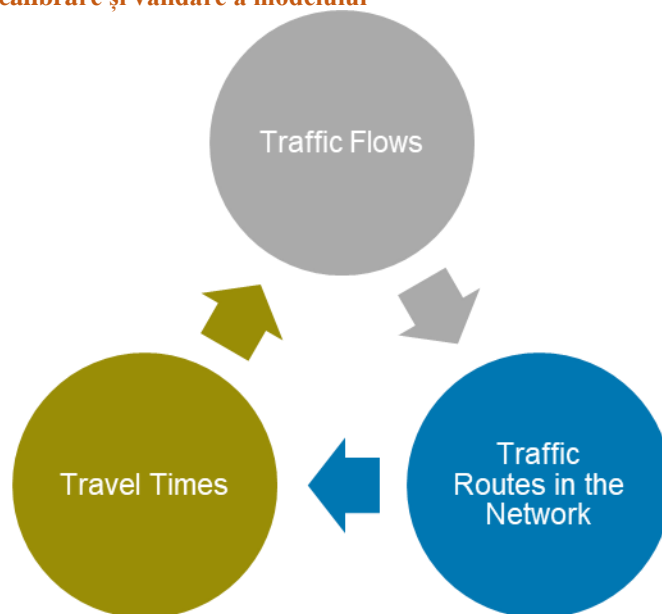 calibrare și validare a modelului
Traffic Flows
Travel Times
Traffic
Routes in the
Network